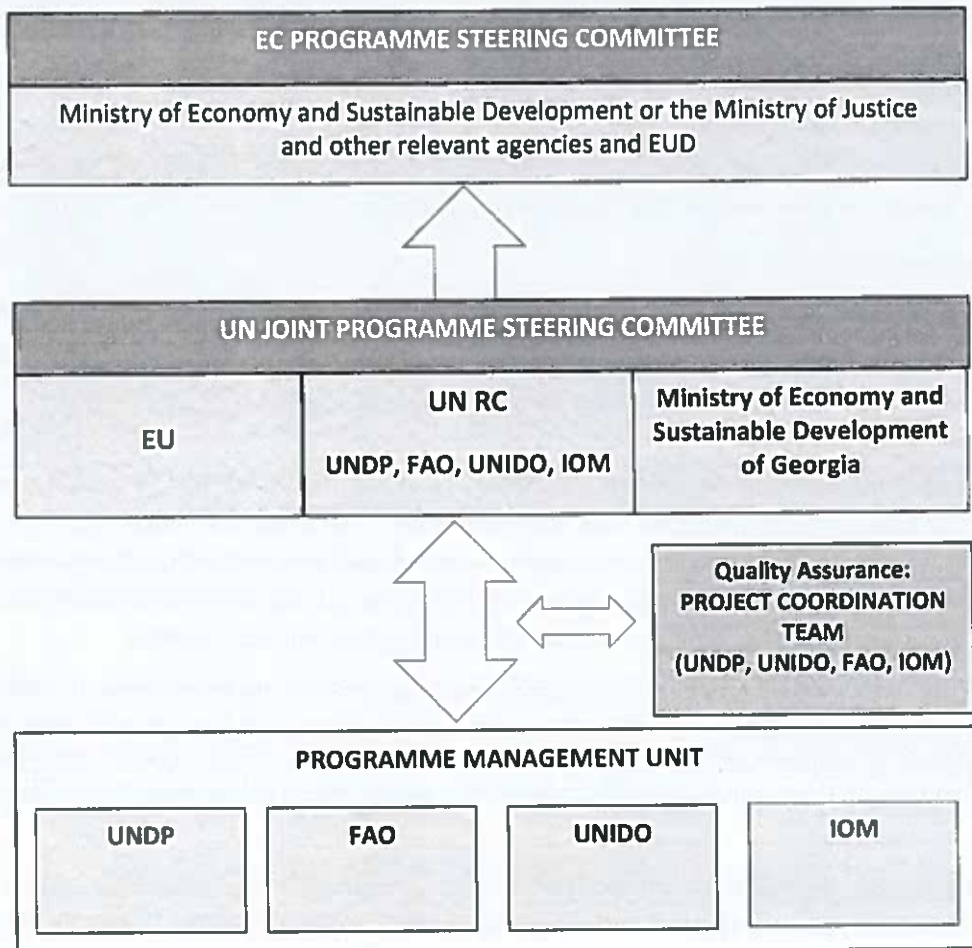 EC PROGRAMME STEERING COMMITTEE
Ministry of Economy and Sustainable Development or the Ministry of Justice
and other relevant agencies and EUD
UN JOINT PROGRAMME STEERING COMMITTEE
EU
UN RC
UNDP, FAO, UNIDO, IOM
Ministry of Economy and
Sustainable Development
of Georgia
Quality Assurance:
PROJECT COORDINATION
TEAM
(UNDP, UNIDO, FAO, IOM)
PROGRAMME MANAGEMENT UNIT
UNDP
FAO
UNIDO
IOM